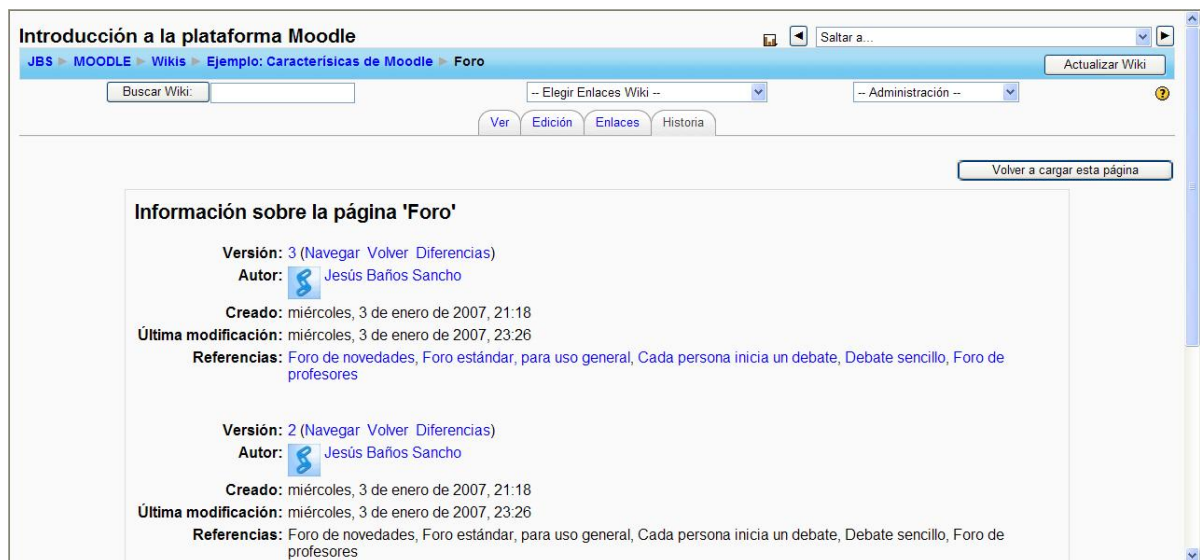 Introducción a la plataforma Moodle
Saltar a...
JBS ► MOODLE ► Wikis ► Ejemplo: Caracterísicas de Moodle ► Foro
Actualizar Wiki
Buscar Wiki:
-- Elegir Enlaces Wiki --
-- Administración --
?
Ver
Edición
Enlaces
Historia
Volver a cargar esta página
Información sobre la página 'Foro'
Versión: 3 (Navegar Volver Diferencias)
Autor: Jesús Baños Sancho
Creado: miércoles, 3 de enero de 2007, 21:18
Última modificación: miércoles, 3 de enero de 2007, 23:26
Referencias: Foro de novedades, Foro estándar, para uso general, Cada persona inicia un debate, Debate sencillo, Foro de
profesores
Versión: 2 (Navegar Volver Diferencias)
Autor: Jesús Baños Sancho
Creado: miércoles, 3 de enero de 2007, 21:18
Última modificación: miércoles, 3 de enero de 2007, 23:26
Referencias: Foro de novedades, Foro estándar, para uso general, Cada persona inicia un debate, Debate sencillo, Foro de
profesores